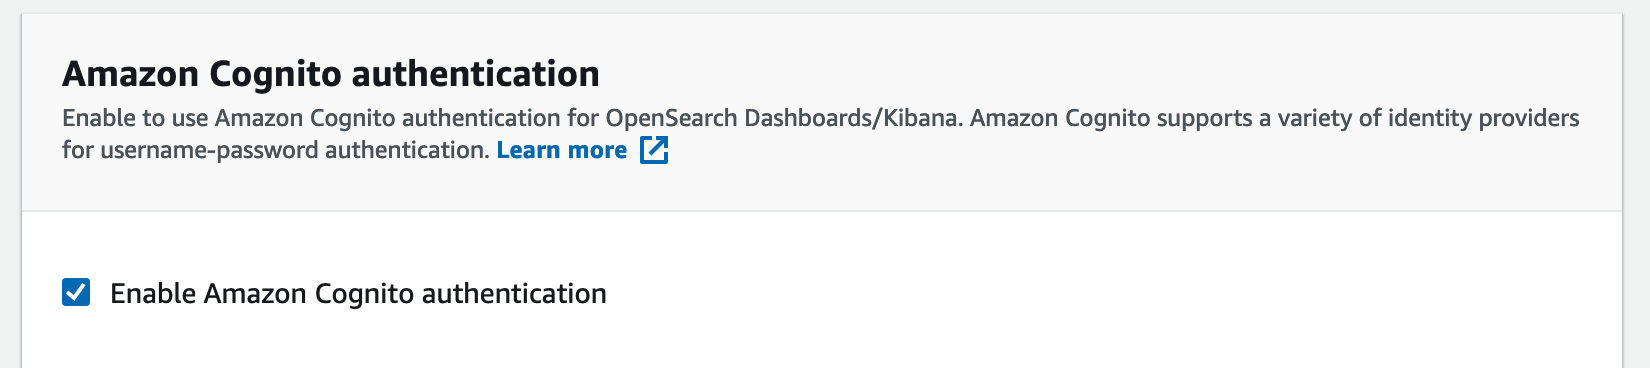 Amazon Cognito authentication
Enable to use Amazon Cognito authentication for OpenSearch Dashboards/Kibana. Amazon Cognito supports a variety of identity providers
for username-password authentication. Learn more
Enable Amazon Cognito authentication